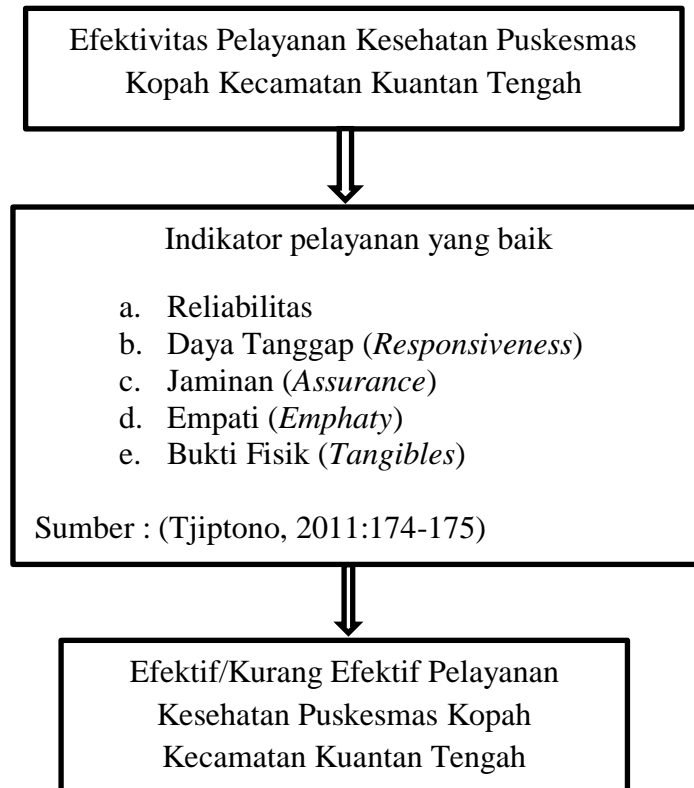 Efektivitas Pelayanan Kesehatan Puskesmas
Kopah Kecamatan Kuantan Tengah
Indikator pelayanan yang baik
a. Reliabilitas
b. Daya Tanggap (Responsiveness)
c. Jaminan (Assurance)
d. Empati (Emphaty)
e. Bukti Fisik (Tangibles)
Sumber : (Tjiptono, 2011:174-175)
Efektif/Kurang Efektif Pelayanan
Kesehatan Puskesmas Kopah
Kecamatan Kuantan Tengah